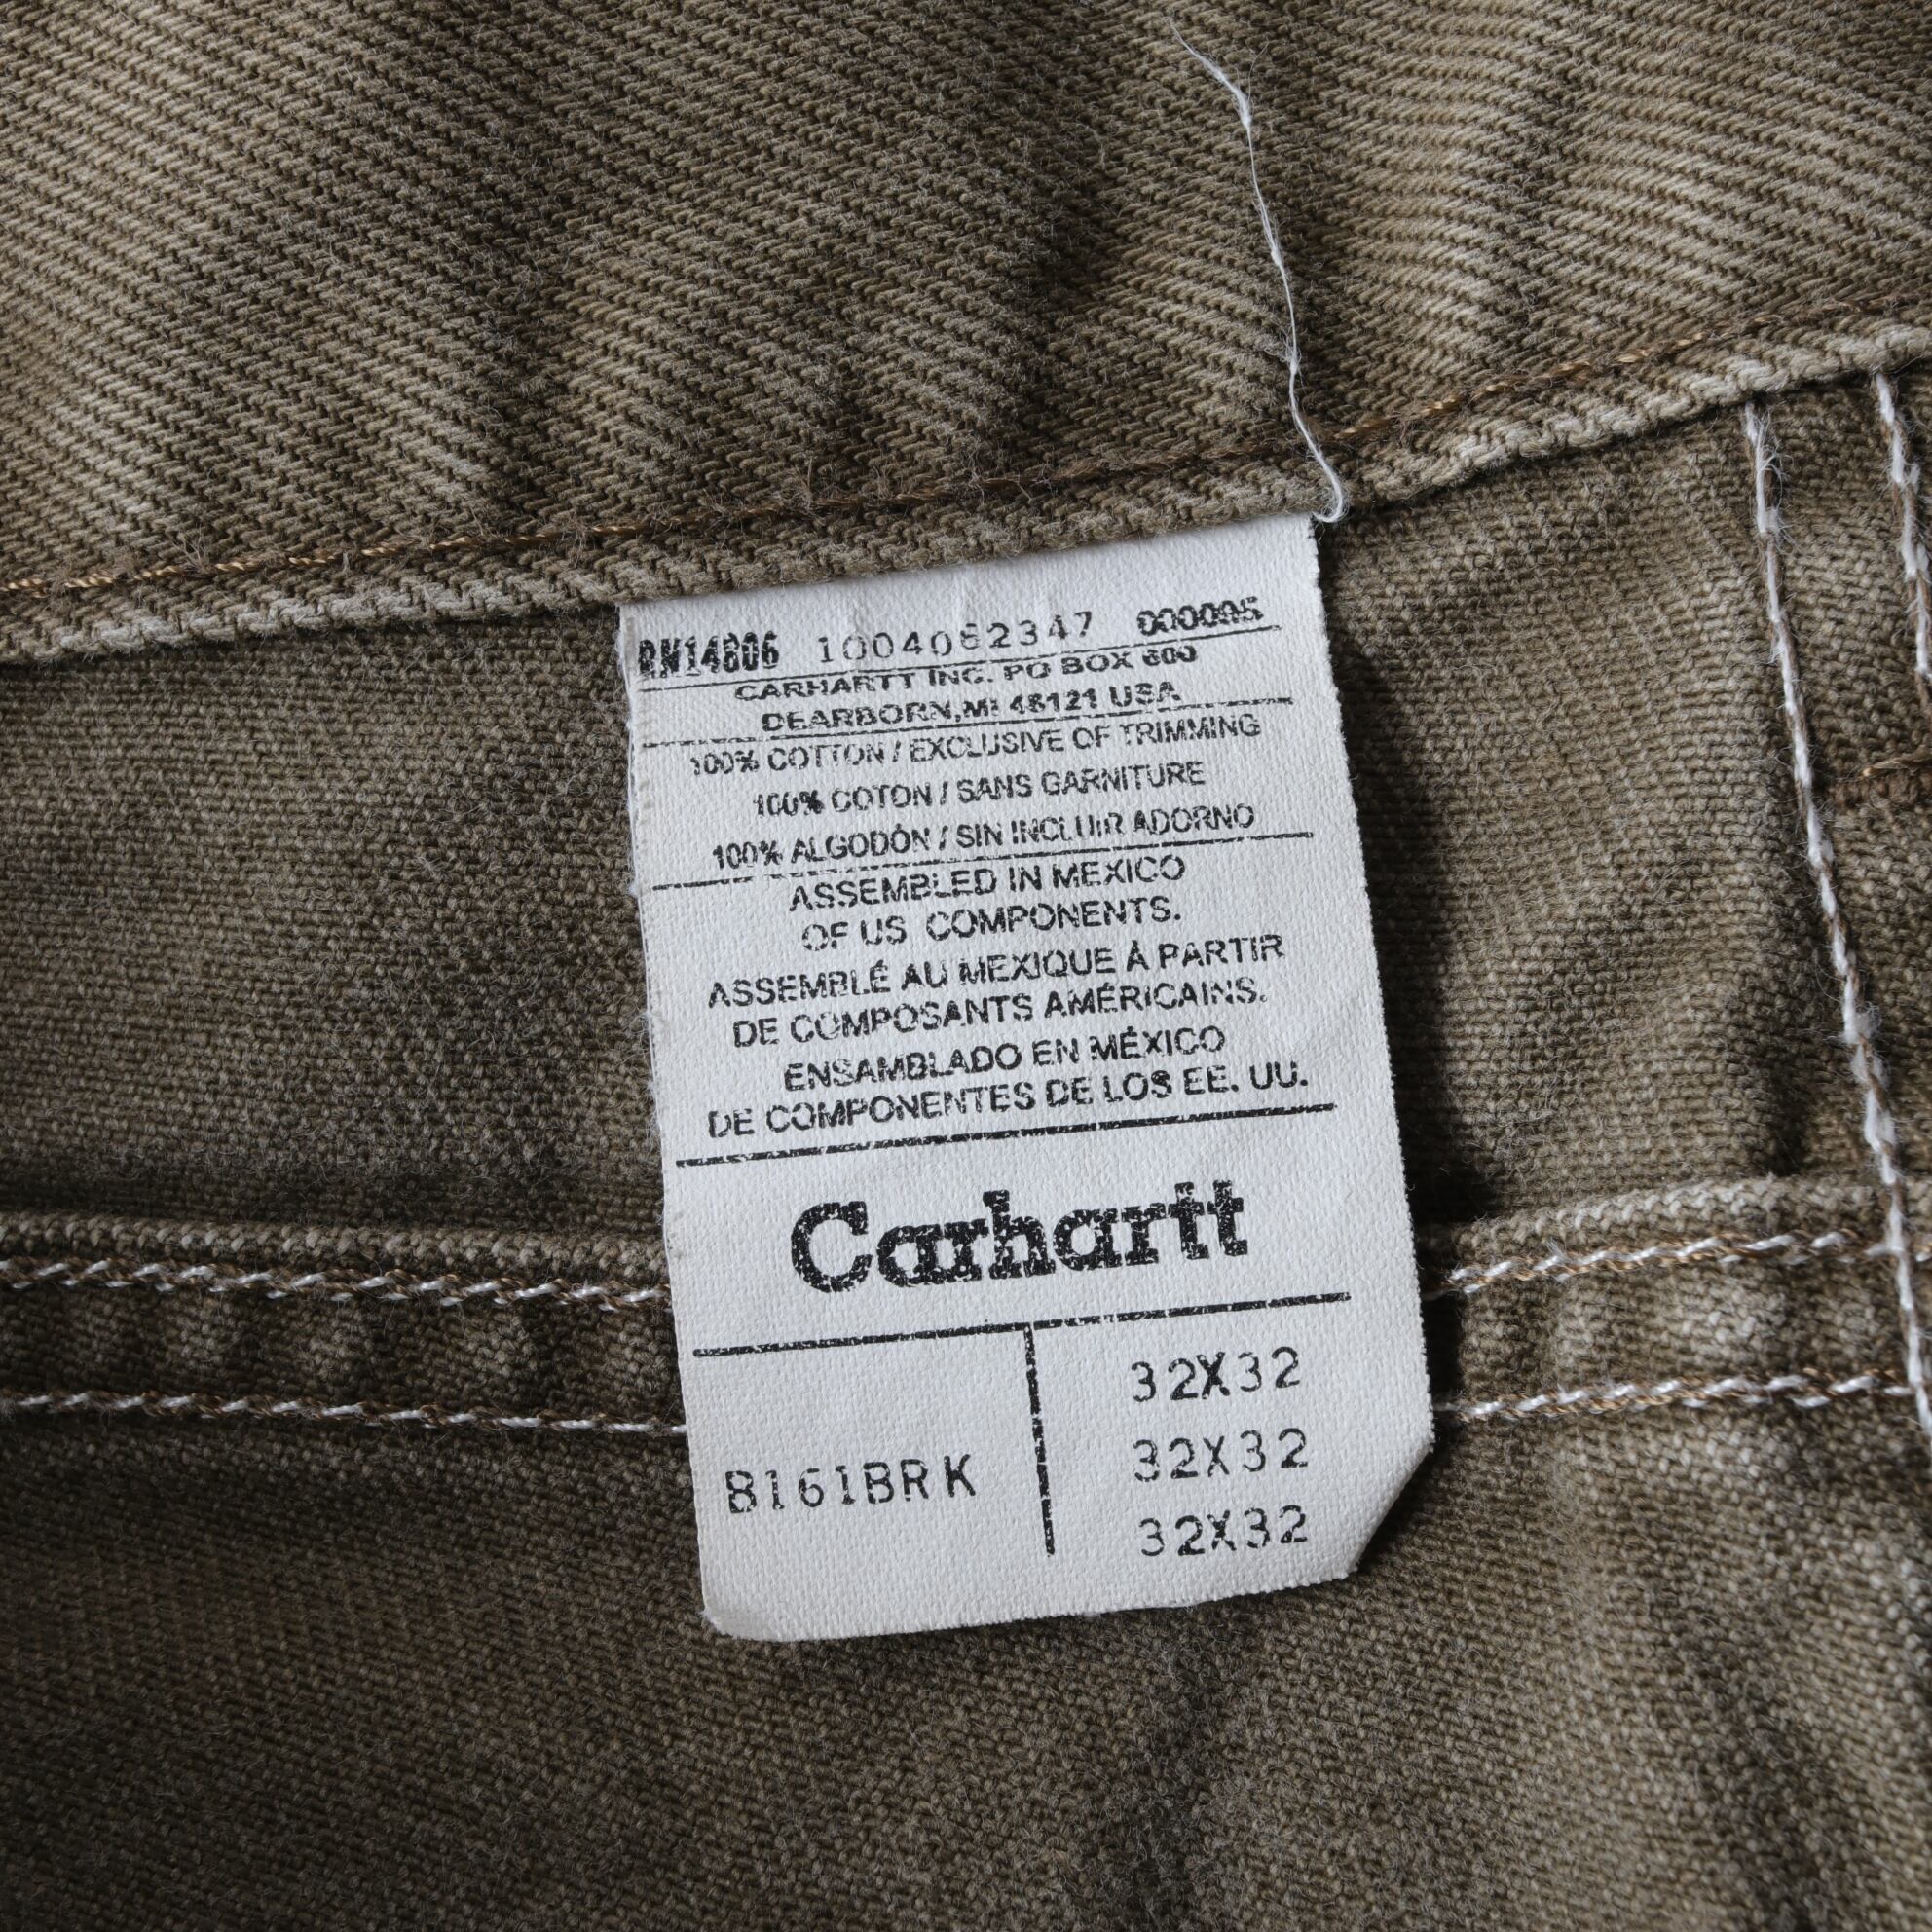 RN14806 1004062347 000005
CARHARTT INC. PO BOX 600
DEARBORN, MI 48121 USA
100% COTTON / EXCLUSIVE OF TRIMMING
100% COTON / SANS GARNITURE
100% ALGODÓN / SIN INCLUIR ADORNO
ASSEMBLED IN MEXICO
OF US COMPONENTS.
ASSEMBLÉ AU MEXIQUE À PARTIR
DE COMPOSANTS AMÉRICAINS.
ENSAMBLADO EN MÉXICO
DE COMPONENTES DE LOS EE. UU.
Carhartt
32X32
B161BRK 32X32
32X32